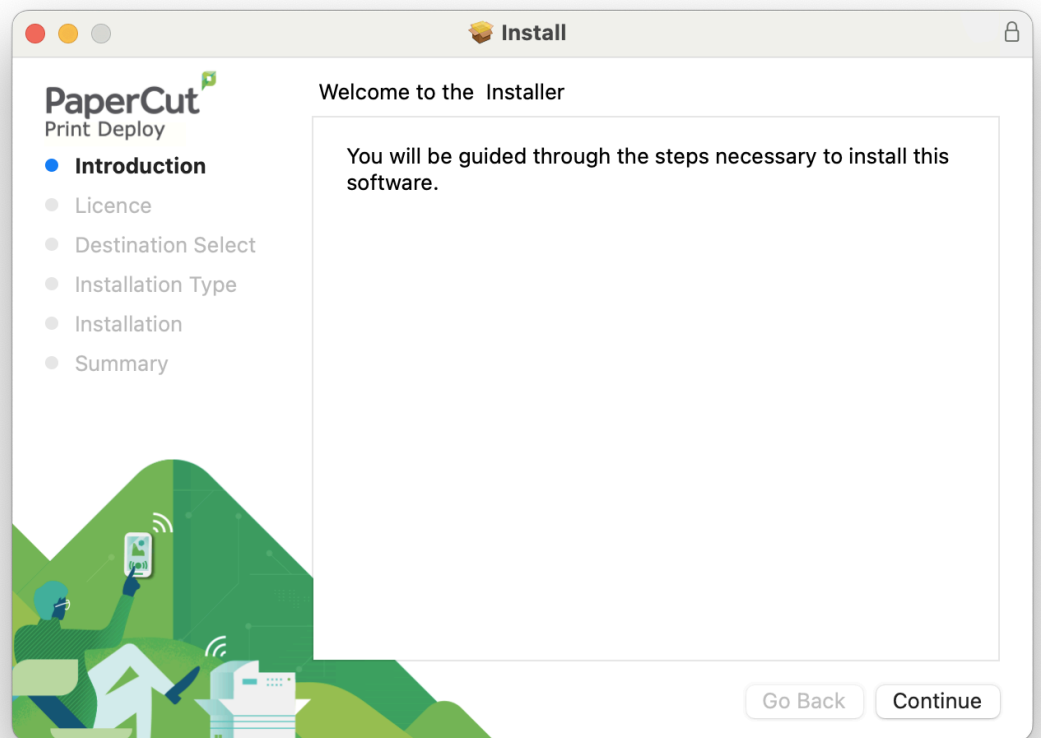 Install
PaperCut
Print Deploy
Introduction
Licence
Destination Select
Installation Type
Installation
Summary
Welcome to the  Installer
You will be guided through the steps necessary to install this
software.
Go Back
Continue